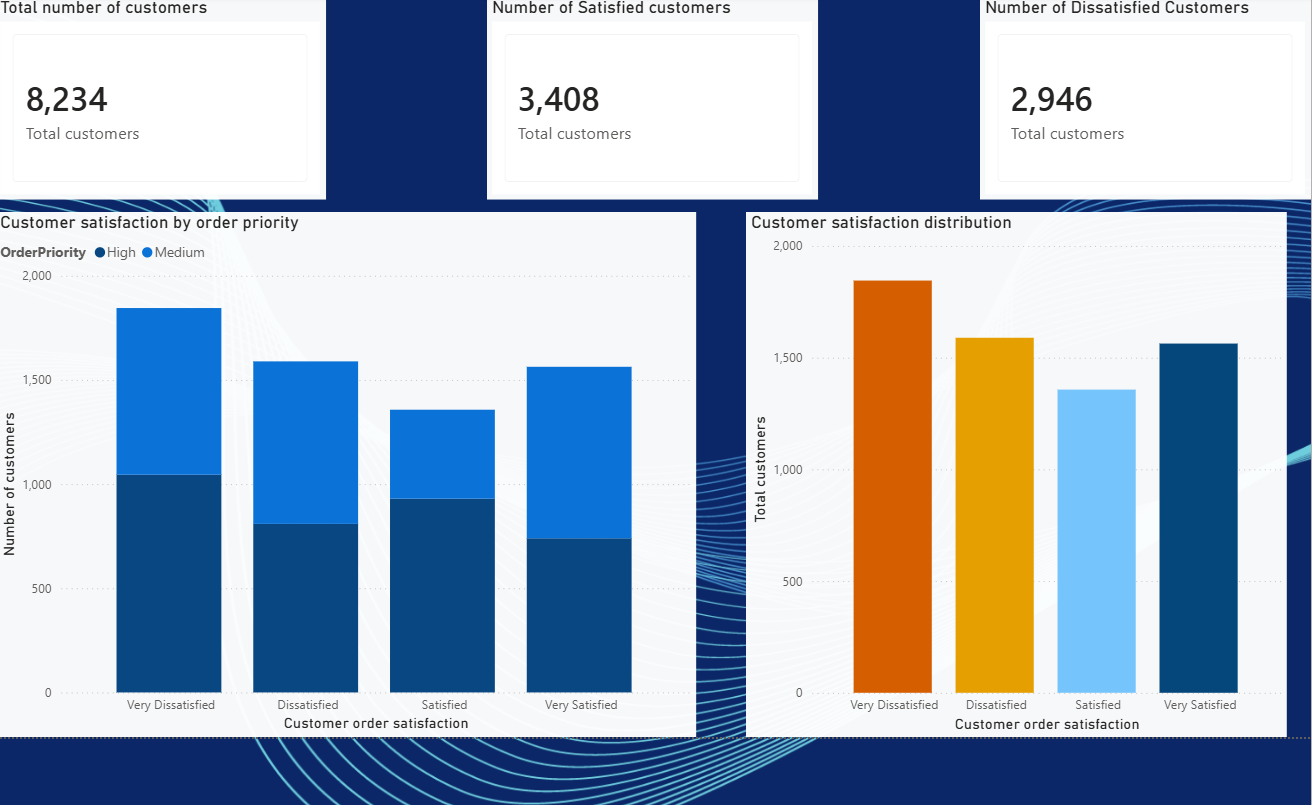 Total number of customers
8,234
Total customers
Number of Satisfied customers
3,408
Total customers
Number of Dissatisfied Customers
2,946
Total customers
Customer satisfaction by order priority
OrderPriority High Medium
Number of customers
2,000
1,500
1,000
500
0
Very Dissatisfied Dissatisfied Satisfied Very Satisfied
Customer order satisfaction
Customer satisfaction distribution
Total customers
2,000
1,500
1,000
500
0
Very Dissatisfied Dissatisfied Satisfied Very Satisfied
Customer order satisfaction